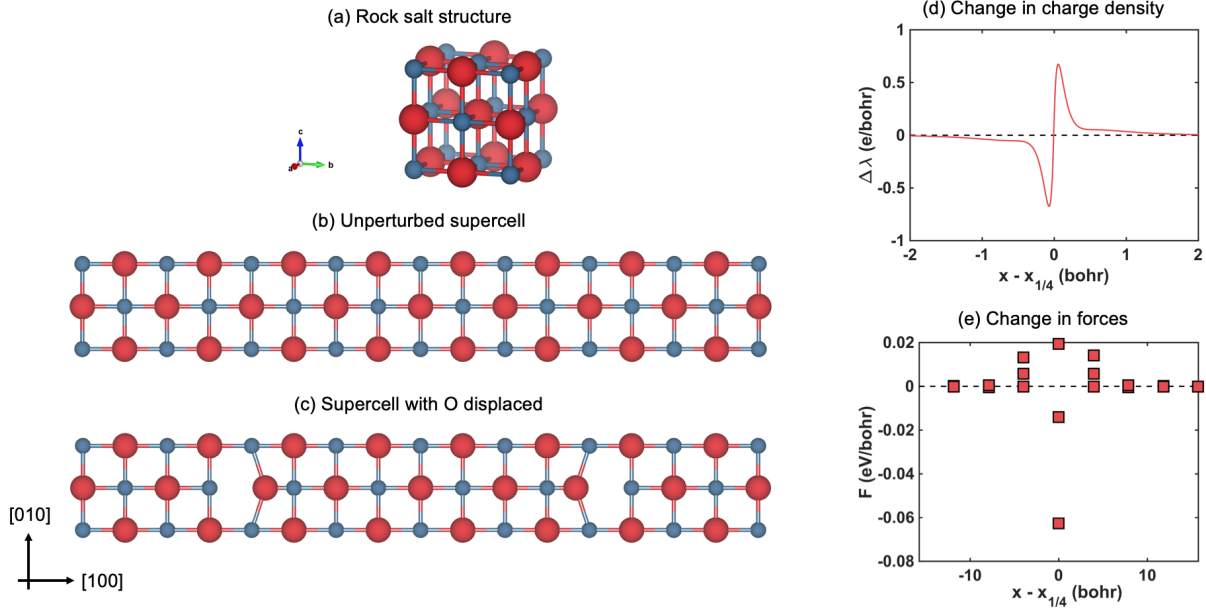 (a) Rock salt structure
c
b
a
(b) Unperturbed supercell
(c) Supercell with O displaced
[010]
[100]
(d) Change in charge density
1
0.5
0
-0.5
-1
Δ λ (e/bohr)
-2 -1 0 1 2
x - x1/4 (bohr)
(e) Change in forces
0.02
0
-0.02
-0.04
-0.06
-0.08
F (eV/bohr)
-10 0 10
x - x1/4 (bohr)